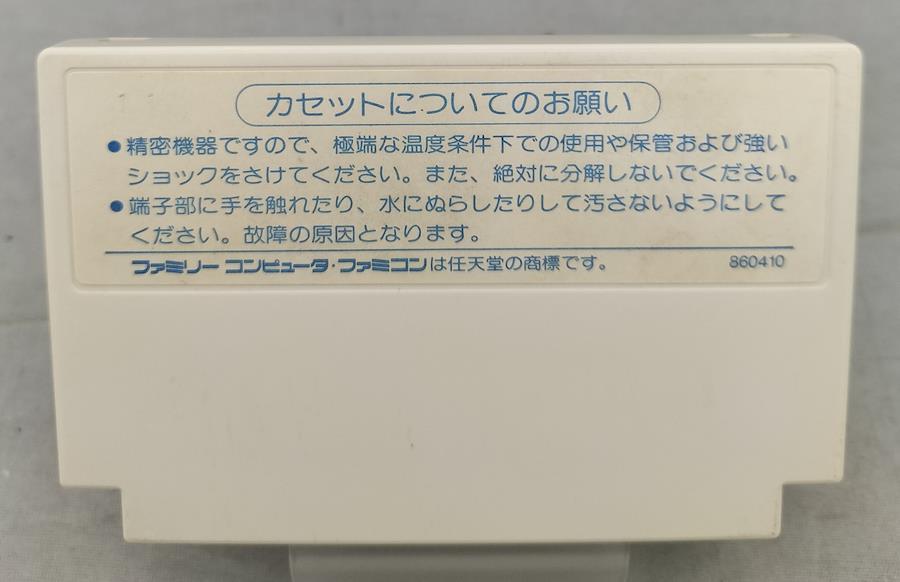 カセットについてのお願い
●精密機器ですので、極端な温度条件下での使用や保管および強い
ショックをさけてください。また、絶対に分解しないでください。
●端子部に手を触れたり、水にぬらしたりして汚さないようにして
ください。故障の原因となります。
ファミリーコンピュータ・ファミコンは任天堂の商標です。 860410